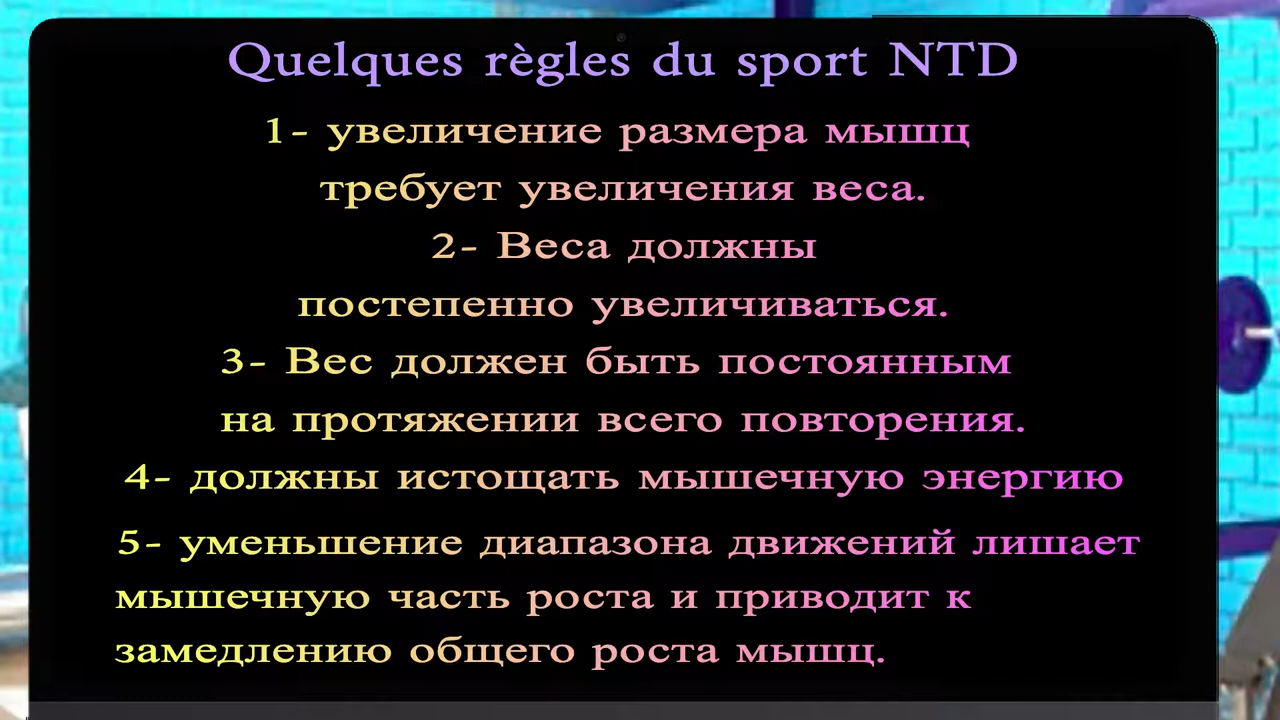 Quelques règles du sport NTD
1- увеличение размера мышц
требует увеличения веса.
2- Веса должны
постепенно увеличиваться.
3- Вес должен быть постоянным
на протяжении всего повторения.
4- должны истощать мышечную энергию
5- уменьшение диапазона движений лишает
мышечную часть роста и приводит к
замедлению общего роста мышц.